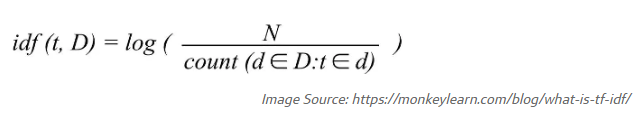 idf (t, D) = log ( N / count (d ∈ D:t ∈ d) )
Image Source: https://monkeylearn.com/blog/what-is-tf-idf/